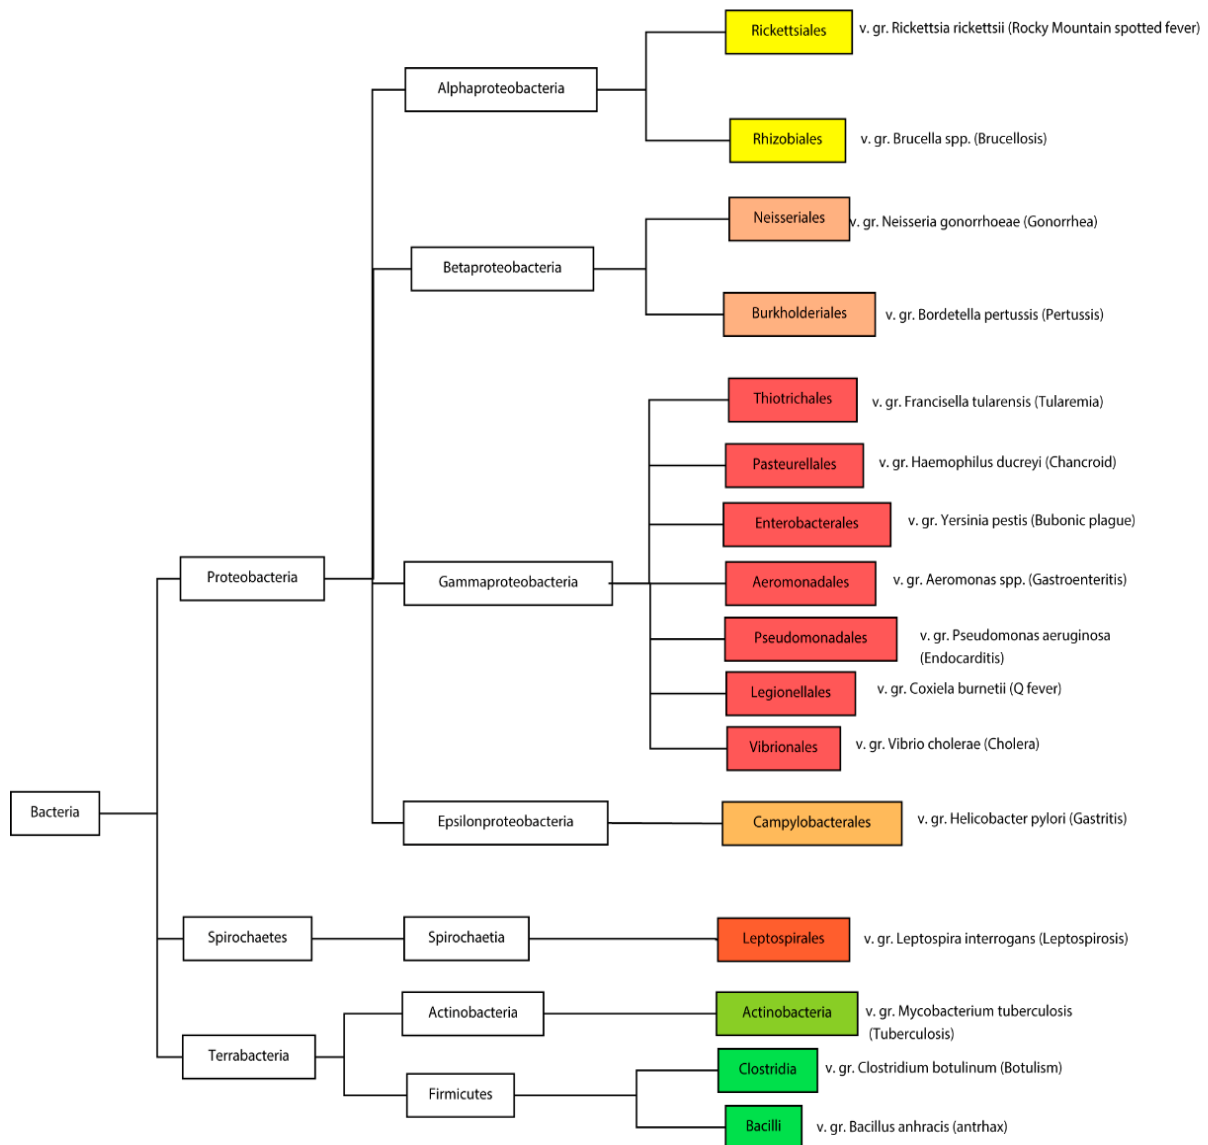 Rickettsiales v. gr. Rickettsia rickettsii (Rocky Mountain spotted fever)
Alphaproteobacteria
Rhizobiales v. gr. Brucella spp. (Brucellosis)
Neisseriales v. gr. Neisseria gonorrhoeae (Gonorrhea)
Betaproteobacteria
Burkholderiales v. gr. Bordetella pertussis (Pertussis)
Thiotrichales v. gr. Francisella tularensis (Tularemia)
Pasteurellales v. gr. Haemophilus ducreyi (Chancroid)
Enterobacterales v. gr. Yersinia pestis (Bubonic plague)
Proteobacteria Gammaproteobacteria Aeromonadales v. gr. Aeromonas spp. (Gastroenteritis)
Pseudomonadales v. gr. Pseudomonas aeruginosa
(Endocarditis)
Legionellales v. gr. Coxiela burnetii (Q fever)
Vibrionales v. gr. Vibrio cholerae (Cholera)
Bacteria
Epsilonproteobacteria Campylobacterales v. gr. Helicobacter pylori (Gastritis)
Spirochaetes Spirochaetia Leptospirales v. gr. Leptospira interrogans (Leptospirosis)
Actinobacteria Actinobacteria v. gr. Mycobacterium tuberculosis
(Tuberculosis)
Terrabacteria
Clostridia v. gr. Clostridium botulinum (Botulism)
Firmicutes
Bacilli v. gr. Bacillus anhracis (antrhax)